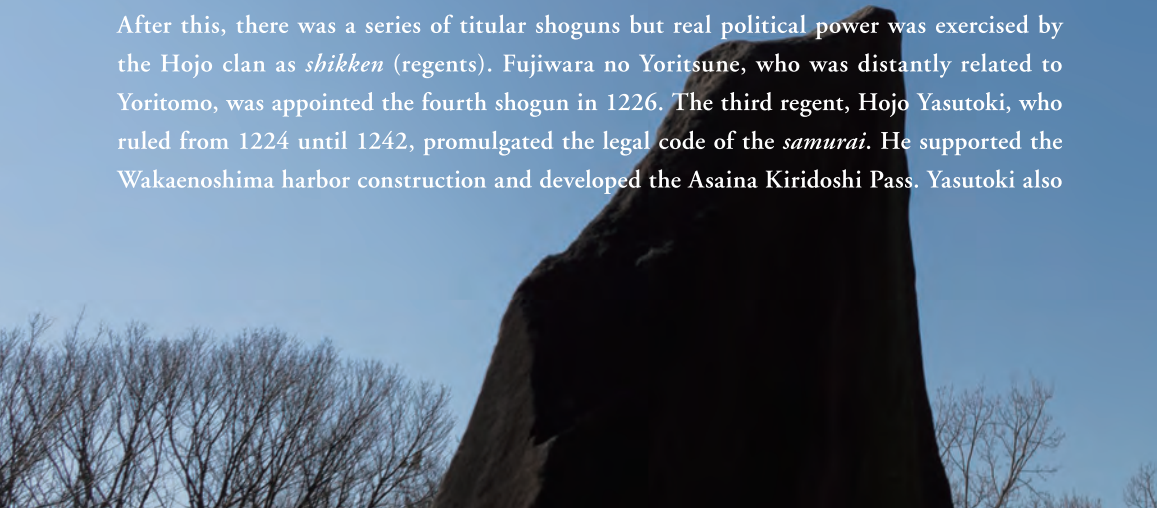 After this, there was a series of titular shoguns but real political power was exercised by
the Hojo clan as shikken (regents). Fujiwara no Yoritsune, who was distantly related to
Yoritomo, was appointed the fourth shogun in 1226. The third regent, Hojo Yasutoki, who
ruled from 1224 until 1242, promulgated the legal code of the samurai. He supported the
Wakaenoshima harbor construction and developed the Asaina Kiridoshi Pass. Yasutoki also